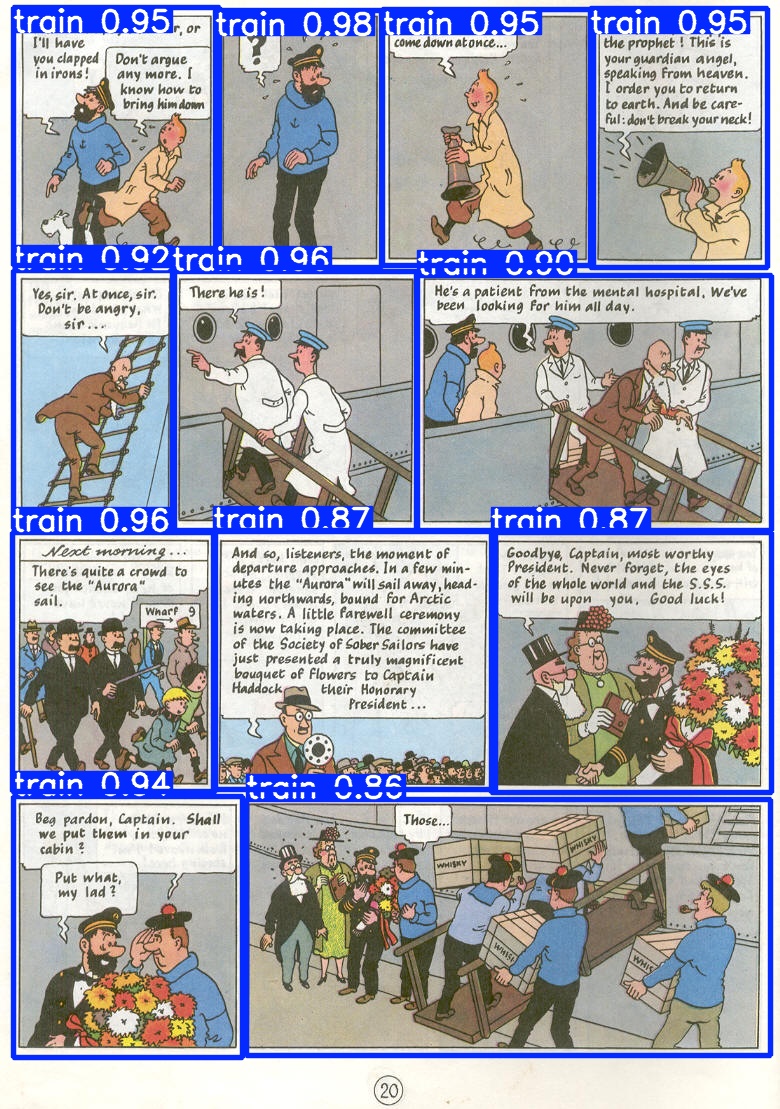 train 0.95
r, or
I'll have
you clapped
in irons!
Don't argue
any more. I
know how to
bring him down
train 0.98
?
train 0.95
come down at once...
train 0.95
the prophet! This is
your guardian angel,
speaking from heaven.
I order you to return
to earth. And be care-
ful: don't break your neck!
train 0.92
Yes, sir. At once, sir.
Don't be angry,
sir...
train 0.96
There he is!
train 0.90
He's a patient from the mental hospital. We've
been looking for him all day.
train 0.96
Next morning...
There's quite a crowd to
see the "Aurora"
sail.
Wharf 9
train 0.87
And so, listeners, the moment of
departure approaches. In a few min-
utes the "Aurora" will sail away, head-
ing northwards, bound for Arctic
waters. A little farewell ceremony
is now taking place. The committee
of the Society of Sober Sailors have
just presented a truly magnificent
bouquet of flowers to Captain
Haddock their Honorary
President...
train 0.87
Goodbye, Captain, most worthy
President. Never forget, the eyes
of the whole world and the S.S.S.
will be upon you. Good luck!
train 0.94
Beg pardon, Captain. Shall
we put them in your
cabin?
Put what,
my lad?
train 0.86
Those...
WHISKY
WHISKY
WHISK
WHIS
20